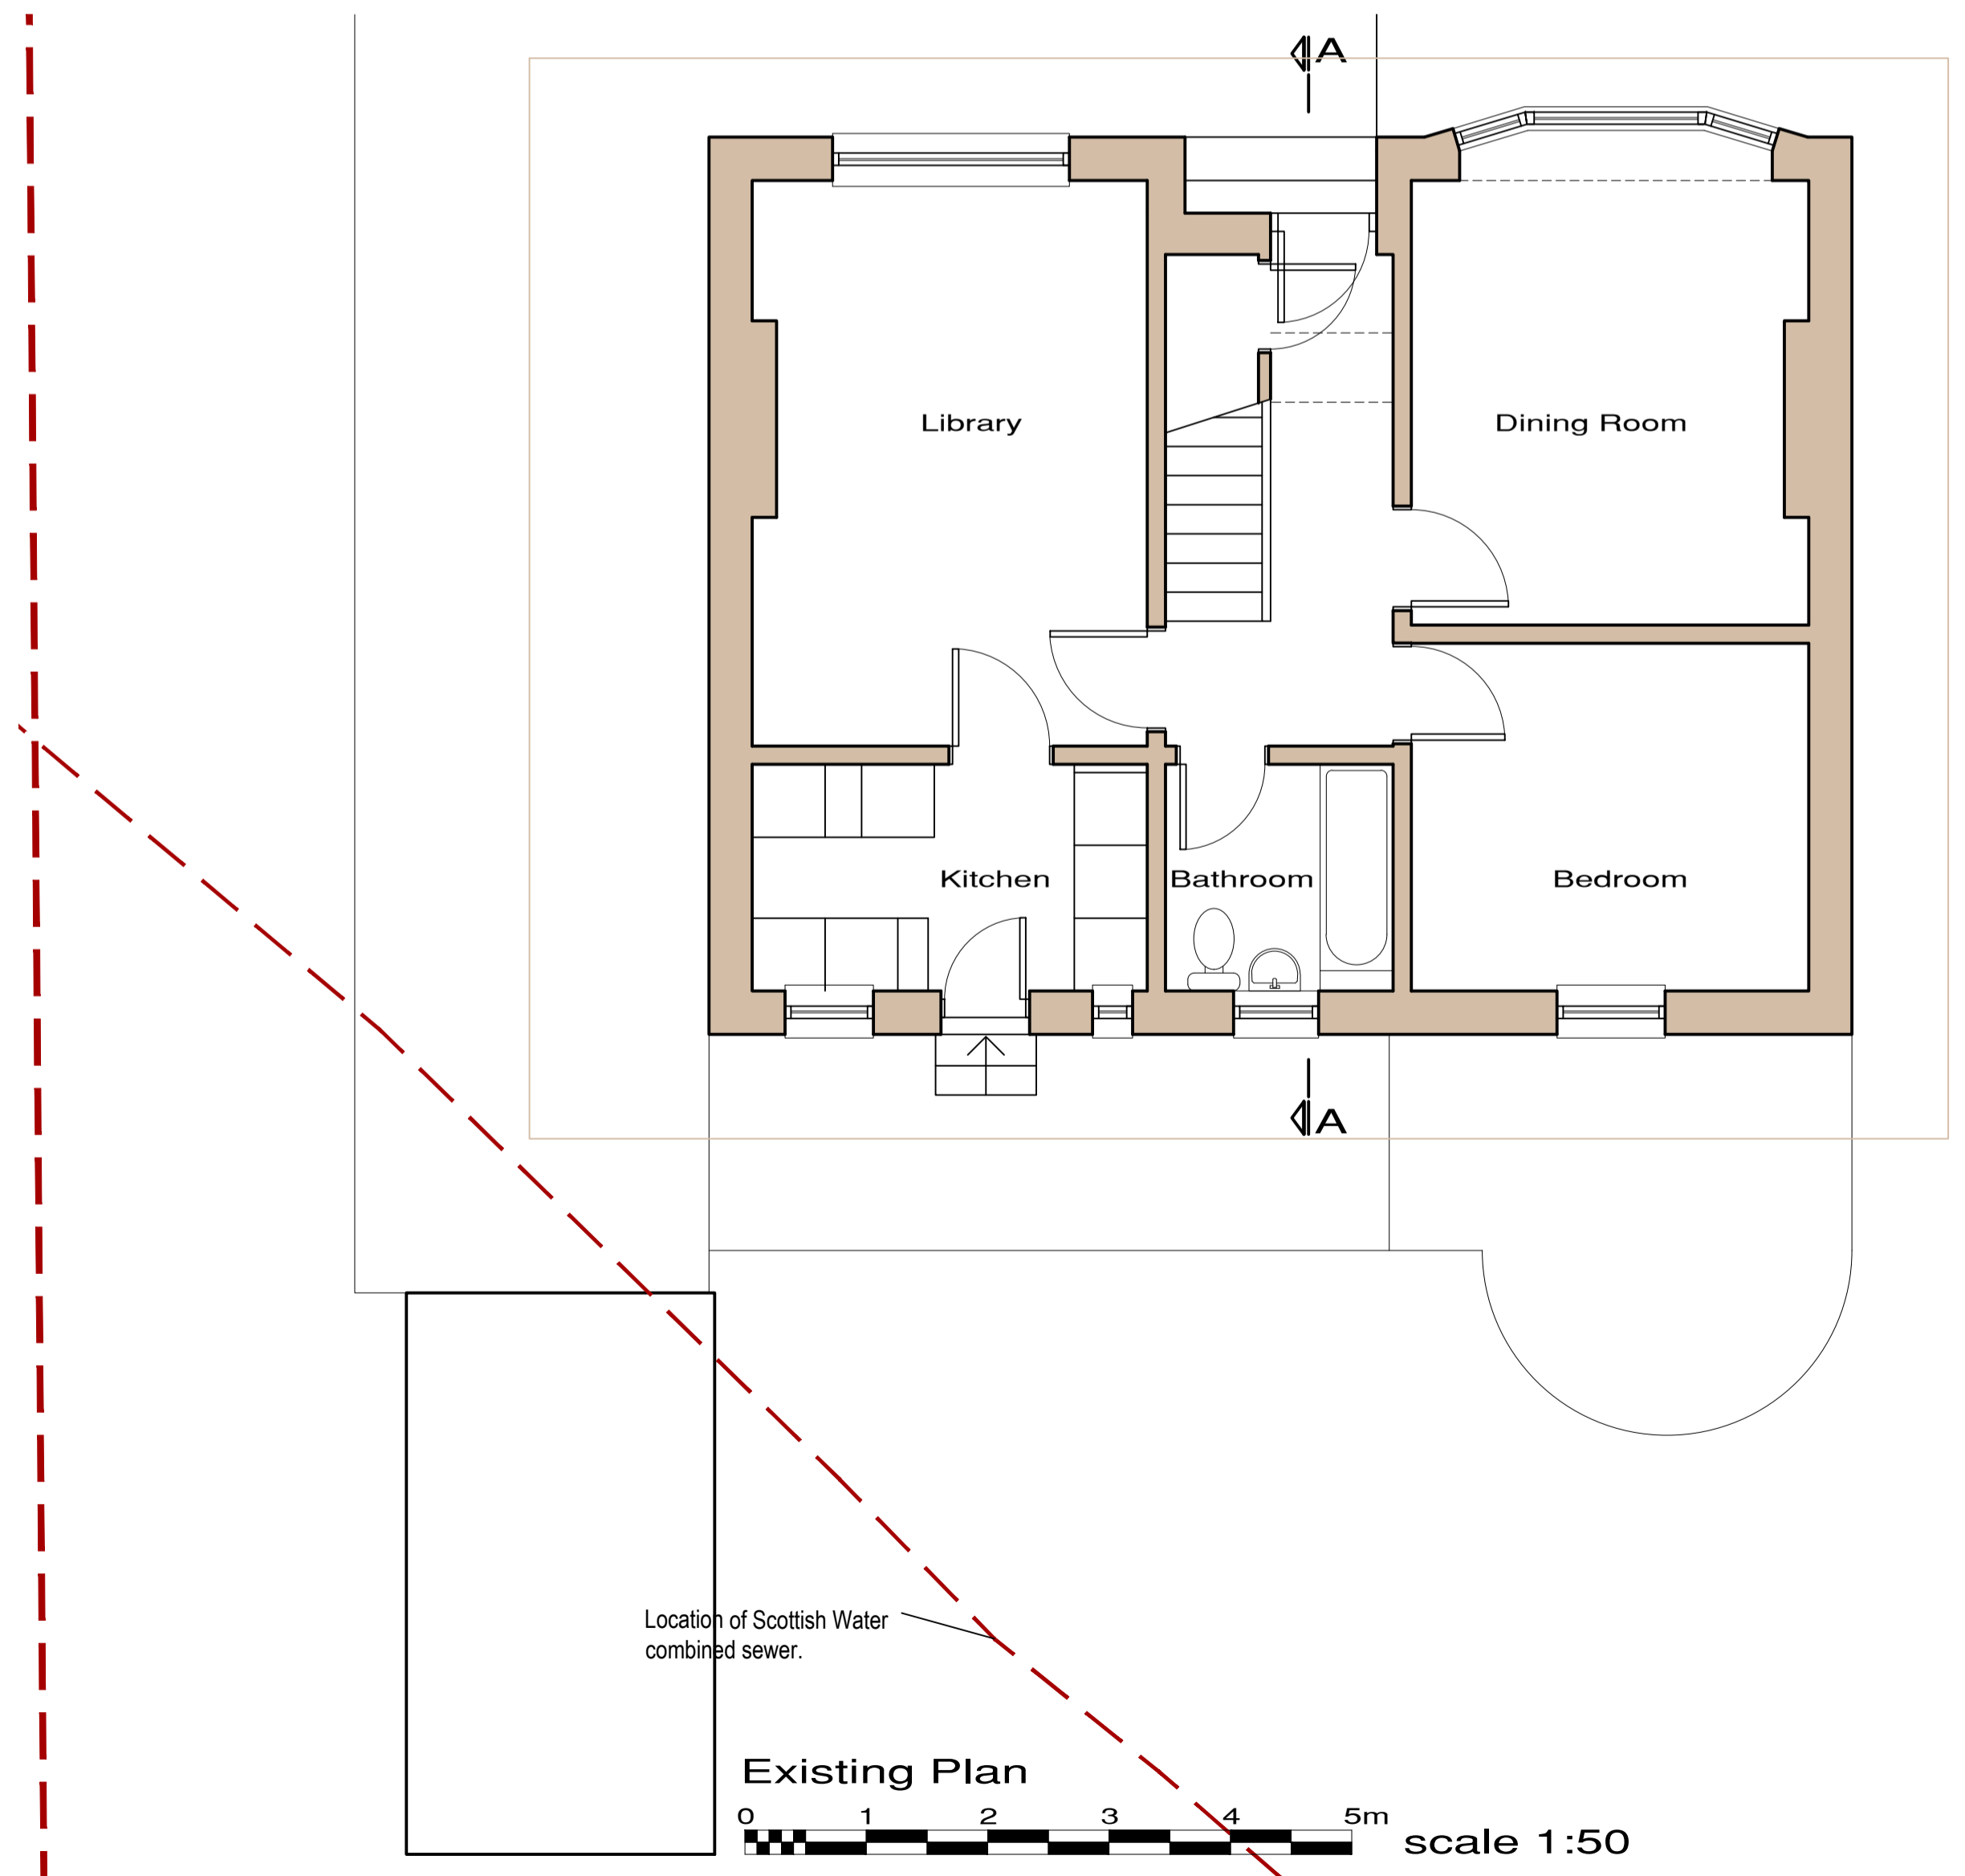 A
Library
Dining Room
Kitchen
Bathroom
Bedroom
A
Location of Scottish Water
combined sewer.
Existing Plan
0 1 2 3 4 5m
scale 1:50